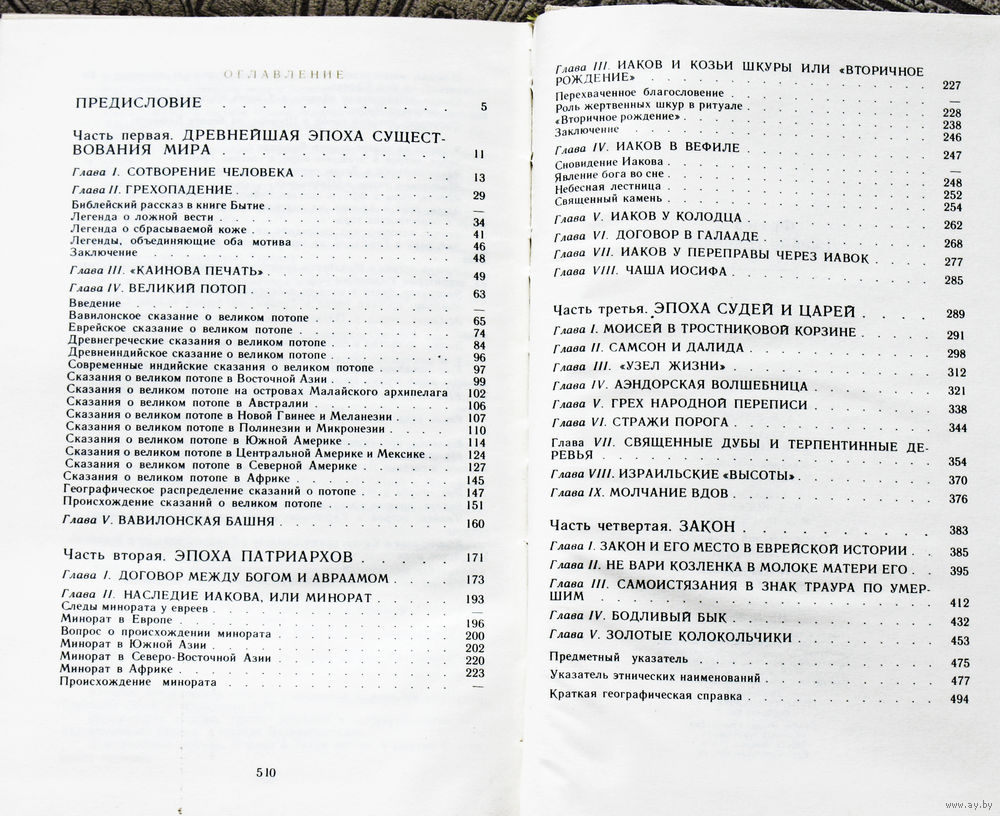 ОГЛАВЛЕНИЕ
ПРЕДИСЛОВИЕ . . . . . . . . . . . . 5
Часть первая. ДРЕВНЕЙШАЯ ЭПОХА СУЩЕСТ-
ВОВАНИЯ МИРА . . . . . . . . . . . 11
Глава I. СОТВОРЕНИЕ ЧЕЛОВЕКА . . . . . . . 13
Глава II. ГРЕХОПАДЕНИЕ . . . . . . . . . . 29
Библейский рассказ в книге Бытие . . . . . . . —
Легенда о ложной вести . . . . . . . . . 34
Легенда о сбрасываемой коже . . . . . . . . 41
Легенды, объединяющие оба мотива . . . . . . 46
Заключение . . . . . . . . . . . . 48
Глава III. «КАИНОВА ПЕЧАТЬ» . . . . . . . . 49
Глава IV. ВЕЛИКИЙ ПОТОП . . . . . . . . . 63
Введение . . . . . . . . . . . . —
Вавилонское сказание о великом потопе . . . . . 65
Еврейское сказание о великом потопе . . . . . . 74
Древнегреческие сказания о великом потопе . . . . 84
Древнеиндийское сказание о великом потопе . . . . 96
Современные индийские сказания о великом потопе . . . 97
Сказания о великом потопе в Восточной Азии . . . . 99
Сказания о великом потопе на островах Малайского архипелага 102
Сказания о великом потопе в Австралии . . . . . 106
Сказания о великом потопе в Новой Гвинее и Меланезии . . 107
Сказания о великом потопе в Полинезии и Микронезии . . 110
Сказания о великом потопе в Южной Америке . . . . 114
Сказания о великом потопе в Центральной Америке и Мексике . 124
Сказания о великом потопе в Северной Америке . . . 127
Сказания о великом потопе в Африке . . . . . . 145
Географическое распределение сказаний о потопе . . . 147
Происхождение сказаний о великом потопе . . . . . 151
Глава V. ВАВИЛОНСКАЯ БАШНЯ . . . . . . . . 160
Часть вторая. ЭПОХА ПАТРИАРХОВ . . . . . 171
Глава I. ДОГОВОР МЕЖДУ БОГОМ И АВРААМОМ . . . 173
Глава II. НАСЛЕДИЕ ИАКОВА, ИЛИ МИНОРАТ . . . . 193
Следы минората у евреев . . . . . . . . . —
Минорат в Европе . . . . . . . . . . 196
Вопрос о происхождении минората . . . . . . . 200
Минорат в Южной Азии . . . . . . . . . 202
Минорат в Северо-Восточной Азии . . . . . . . 220
Минорат в Африке . . . . . . . . . . 223
Происхождение минората . . . . . . . . . —
510
Глава III. ИАКОВ И КОЗЬИ ШКУРЫ ИЛИ «ВТОРИЧНОЕ
РОЖДЕНИЕ» . . . . . . . . . . . . 227
Перехваченное благословение . . . . . . . . —
Роль жертвенных шкур в ритуале . . . . . . . 228
«Вторичное рождение» . . . . . . . . . . 238
Заключение . . . . . . . . . . . . 246
Глава IV. ИАКОВ В ВЕФИЛЕ . . . . . . . . . 247
Сновидение Иакова . . . . . . . . . . —
Явление бога во сне . . . . . . . . . . 248
Небесная лестница . . . . . . . . . . 252
Священный камень . . . . . . . . . . 254
Глава V. ИАКОВ У КОЛОДЦА . . . . . . . . . 262
Глава VI. ДОГОВОР В ГАЛААДЕ . . . . . . . . 268
Глава VII. ИАКОВ У ПЕРЕПРАВЫ ЧЕРЕЗ ИАВОК . . . 277
Глава VIII. ЧАША ИОСИФА . . . . . . . . . 285
Часть третья. ЭПОХА СУДЕЙ И ЦАРЕЙ . . . . 289
Глава I. МОИСЕЙ В ТРОСТНИКОВОЙ КОРЗИНЕ . . . . 291
Глава II. САМСОН И ДАЛИДА . . . . . . . . 298
Глава III. «УЗЕЛ ЖИЗНИ» . . . . . . . . . 312
Глава IV. АЭНДОРСКАЯ ВОЛШЕБНИЦА . . . . . . 321
Глава V. ГРЕХ НАРОДНОЙ ПЕРЕПИСИ . . . . . . 338
Глава VI. СТРАЖИ ПОРОГА . . . . . . . . . 344
Глава VII. СВЯЩЕННЫЕ ДУБЫ И ТЕРПЕНТИННЫЕ ДЕ-
РЕВЬЯ . . . . . . . . . . . . . 354
Глава VIII. ИЗРАИЛЬСКИЕ «ВЫСОТЫ» . . . . . . 370
Глава IX. МОЛЧАНИЕ ВДОВ . . . . . . . . . 376
Часть четвертая. ЗАКОН . . . . . . . . 383
Глава I. ЗАКОН И ЕГО МЕСТО В ЕВРЕЙСКОЙ ИСТОРИИ . . 385
Глава II. НЕ ВАРИ КОЗЛЕНКА В МОЛОКЕ МАТЕРИ ЕГО . . 395
Глава III. САМОИСТЯЗАНИЯ В ЗНАК ТРАУРА ПО УМЕР-
ШИМ . . . . . . . . . . . . . 412
Глава IV. БОДЛИВЫЙ БЫК . . . . . . . . . 432
Глава V. ЗОЛОТЫЕ КОЛОКОЛЬЧИКИ . . . . . . . 453
Предметный указатель . . . . . . . . . . 475
Указатель этнических наименований . . . . . . . 477
Краткая географическая справка . . . . . . . . 494
www.ay.by